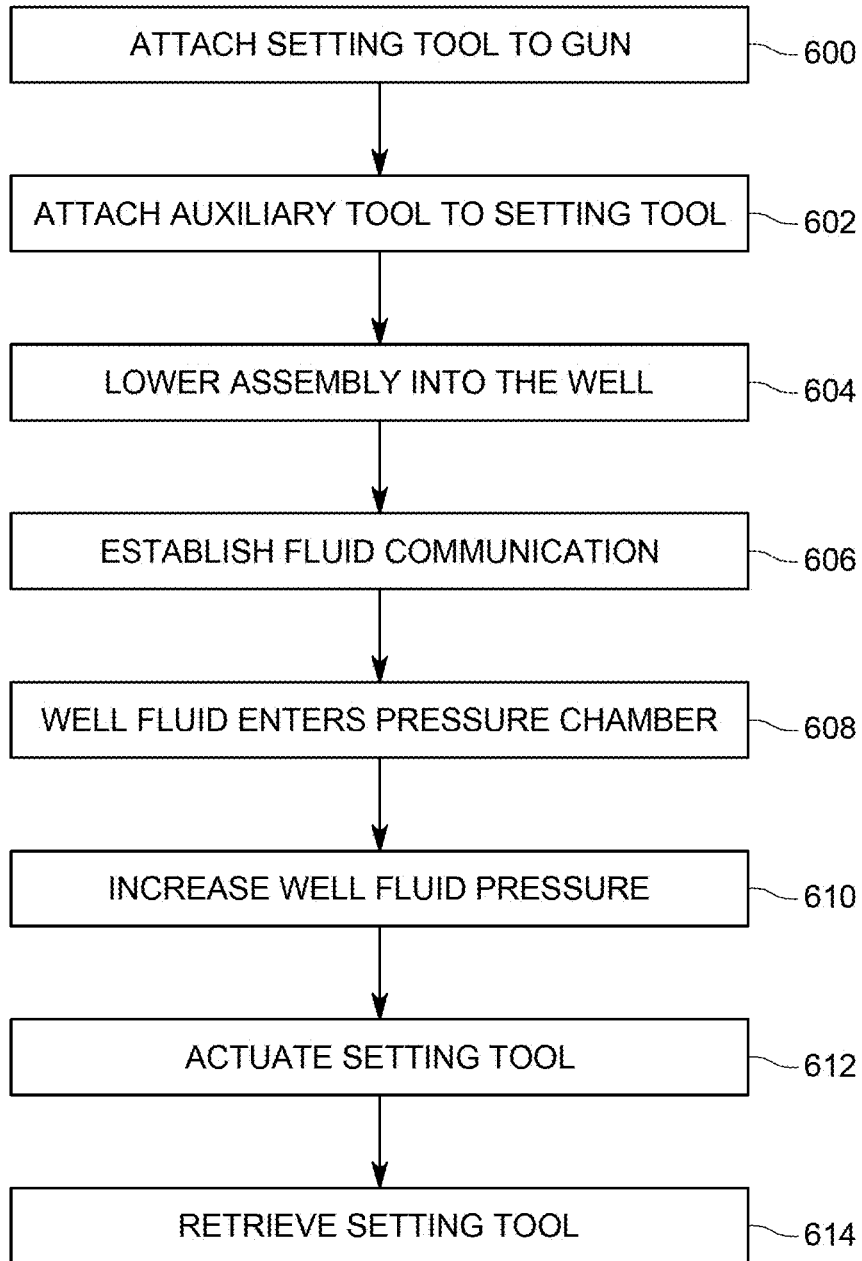 ATTACH SETTING TOOL TO GUN
600
ATTACH AUXILIARY TOOL TO SETTING TOOL
602
LOWER ASSEMBLY INTO THE WELL
604
ESTABLISH FLUID COMMUNICATION
606
WELL FLUID ENTERS PRESSURE CHAMBER
608
INCREASE WELL FLUID PRESSURE
610
ACTUATE SETTING TOOL
612
RETRIEVE SETTING TOOL
614